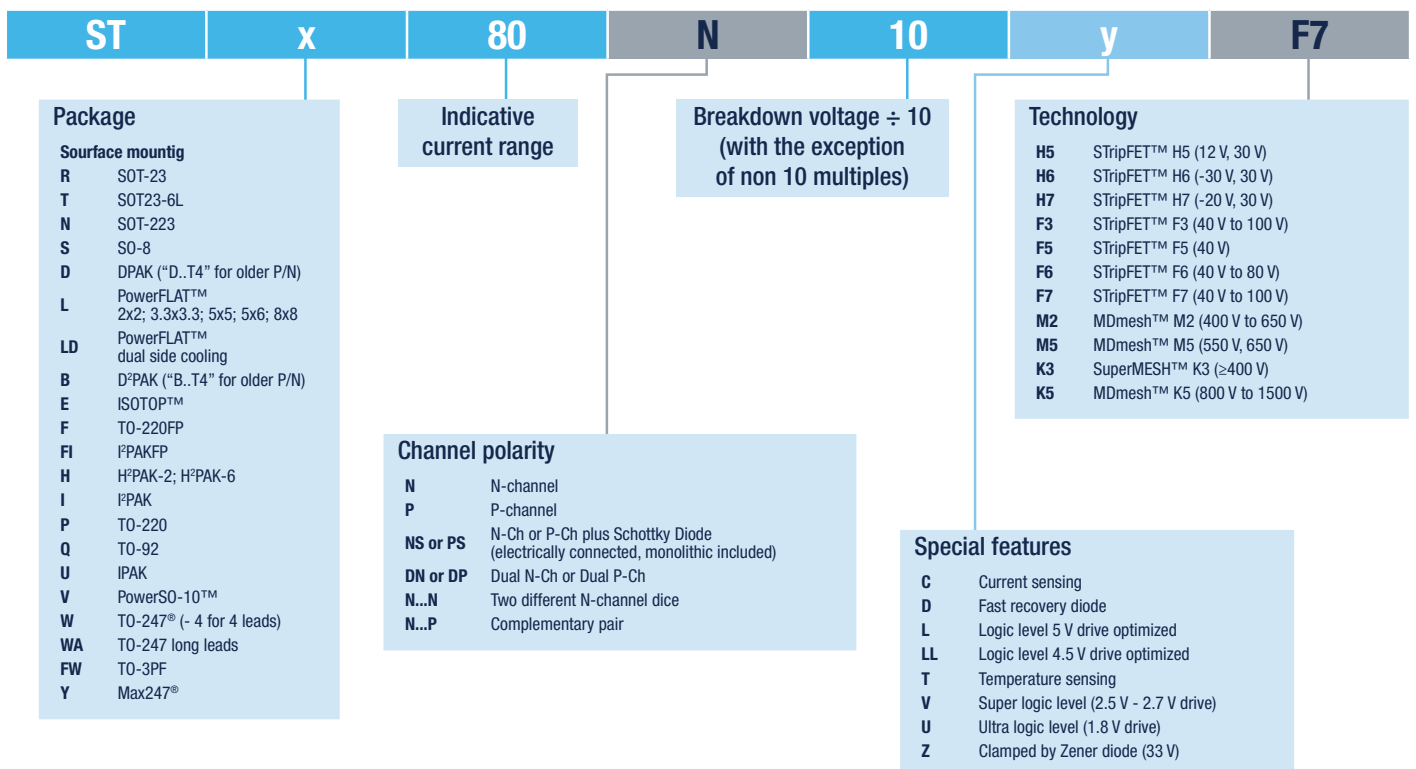 ST x 80 N 10 y F7
Package
Sourface mountig
R SOT-23
T SOT23-6L
N SOT-223
S SO-8
D DPAK (“D..T4” for older P/N)
L PowerFLAT™
2x2; 3.3x3.3; 5x5; 5x6; 8x8
LD PowerFLAT™
dual side cooling
B D²PAK (“B..T4” for older P/N)
E ISOTOP™
F TO-220FP
FI I²PAKFP
H H²PAK-2; H²PAK-6
I I²PAK
P TO-220
Q TO-92
U IPAK
V PowerSO-10™
W TO-247® (- 4 for 4 leads)
WA TO-247 long leads
FW TO-3PF
Y Max247®
Indicative
current range
Channel polarity
N N-channel
P P-channel
NS or PS N-Ch or P-Ch plus Schottky Diode
(electrically connected, monolithic included)
DN or DP Dual N-Ch or Dual P-Ch
N...N Two different N-channel dice
N...P Complementary pair
Breakdown voltage ÷ 10
(with the exception
of non 10 multiples)
Special features
C Current sensing
D Fast recovery diode
L Logic level 5 V drive optimized
LL Logic level 4.5 V drive optimized
T Temperature sensing
V Super logic level (2.5 V - 2.7 V drive)
U Ultra logic level (1.8 V drive)
Z Clamped by Zener diode (33 V)
Technology
H5 STripFET™ H5 (12 V, 30 V)
H6 STripFET™ H6 (-30 V, 30 V)
H7 STripFET™ H7 (-20 V, 30 V)
F3 STripFET™ F3 (40 V to 100 V)
F5 STripFET™ F5 (40 V)
F6 STripFET™ F6 (40 V to 80 V)
F7 STripFET™ F7 (40 V to 100 V)
M2 MDmesh™ M2 (400 V to 650 V)
M5 MDmesh™ M5 (550 V, 650 V)
K3 SuperMESH™ K3 (≥400 V)
K5 MDmesh™ K5 (800 V to 1500 V)